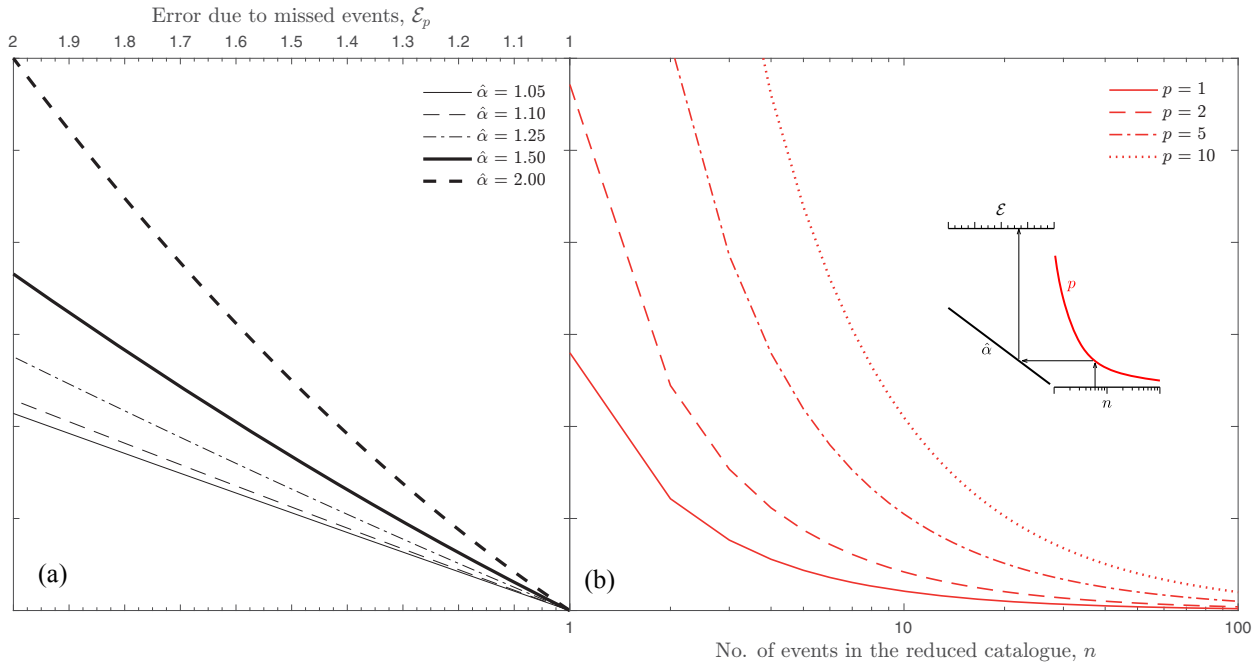 Error due to missed events, 𝓔ₚ
2 1.9 1.8 1.7 1.6 1.5 1.4 1.3 1.2 1.1 1
α̂ = 1.05
α̂ = 1.10
α̂ = 1.25
α̂ = 1.50
α̂ = 2.00
(a)
p = 1
p = 2
p = 5
p = 10
𝓔
p
α̂
n
(b)
1 10 100
No. of events in the reduced catalogue, n